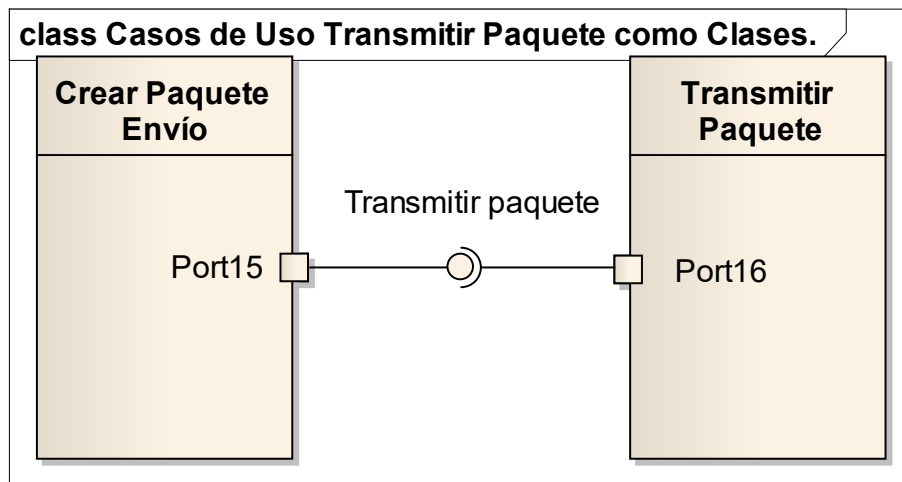 class Casos de Uso Transmitir Paquete como Clases.
Crear Paquete
Envío
Transmitir
Paquete
Transmitir paquete
Port15
Port16